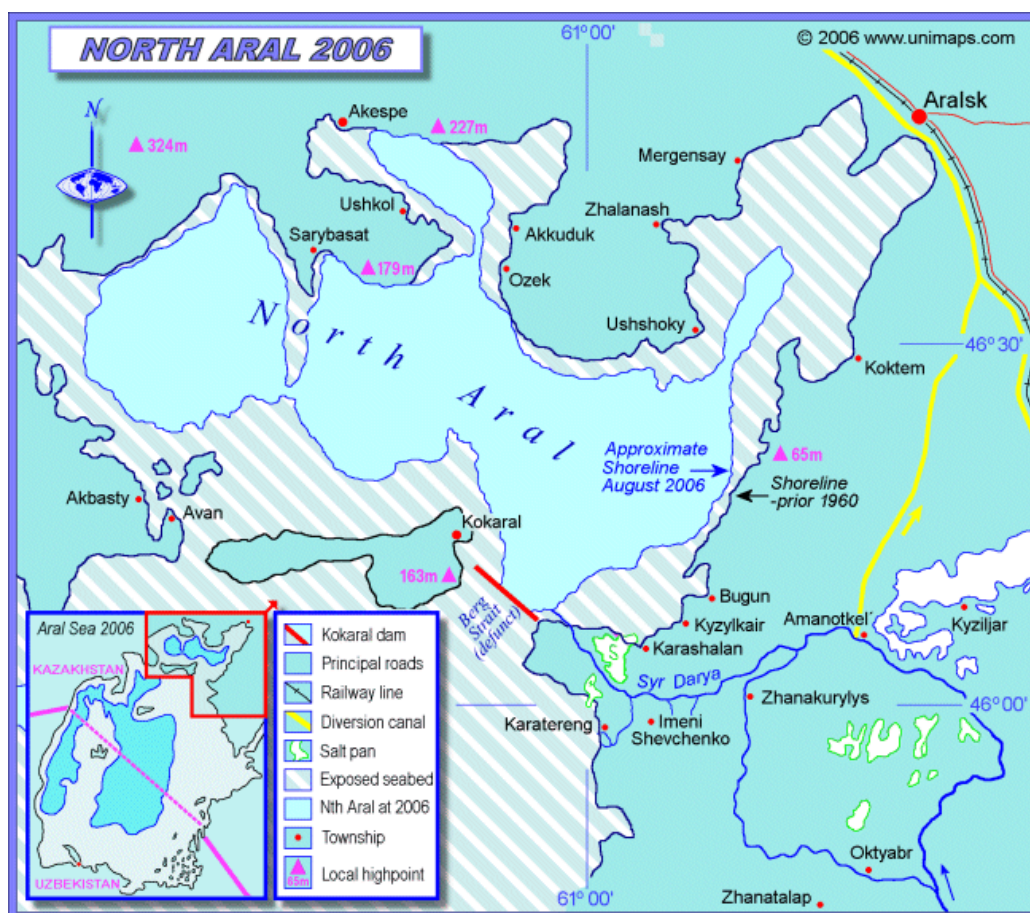 NORTH ARAL 2006
61° 00'
© 2006 www.unimaps.com
N
324m
Akespe
227m
Aralsk
Mergensay
Ushkol
Zhalanash
Akkuduk
Sarybasat
179m
Ozek
North Aral
Ushshoky
46° 30'
Koktem
Approximate
Shoreline
August 2006
65m
Shoreline
-prior 1960
Akbasty
Avan
Kokaral
163m
Berg
Strait
(defunct)
Bugun
Kyzylkair
Amanotkel'
Kyziljar
Karashalan
S
Syr Darya
Zhanakurylys
46° 00'
Karatereng
Imeni
Shevchenko
Oktyabr
Zhanatalap
61° 00'
Aral Sea 2006
KAZAKHSTAN
UZBEKISTAN
Kokaral dam
Principal roads
Railway line
Diversion canal
Salt pan
Exposed seabed
Nth Aral at 2006
Township
65m
Local highpoint